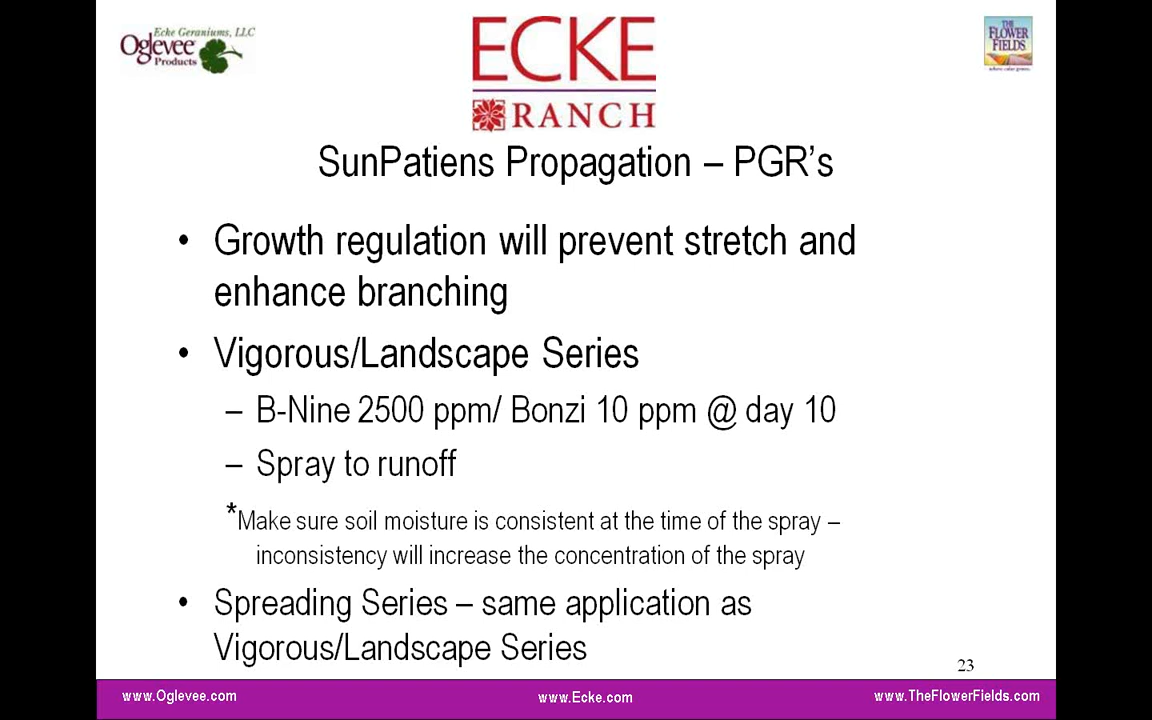 Ecke Geraniums, LLC
Oglevee
Products
ECKE
RANCH
THE
FLOWER
FIELDS
SunPatiens Propagation – PGR’s
• Growth regulation will prevent stretch and
enhance branching
• Vigorous/Landscape Series
– B-Nine 2500 ppm/ Bonzi 10 ppm @ day 10
– Spray to runoff
*Make sure soil moisture is consistent at the time of the spray –
inconsistency will increase the concentration of the spray
• Spreading Series – same application as
Vigorous/Landscape Series
23
www.Oglevee.com
www.Ecke.com
www.TheFlowerFields.com